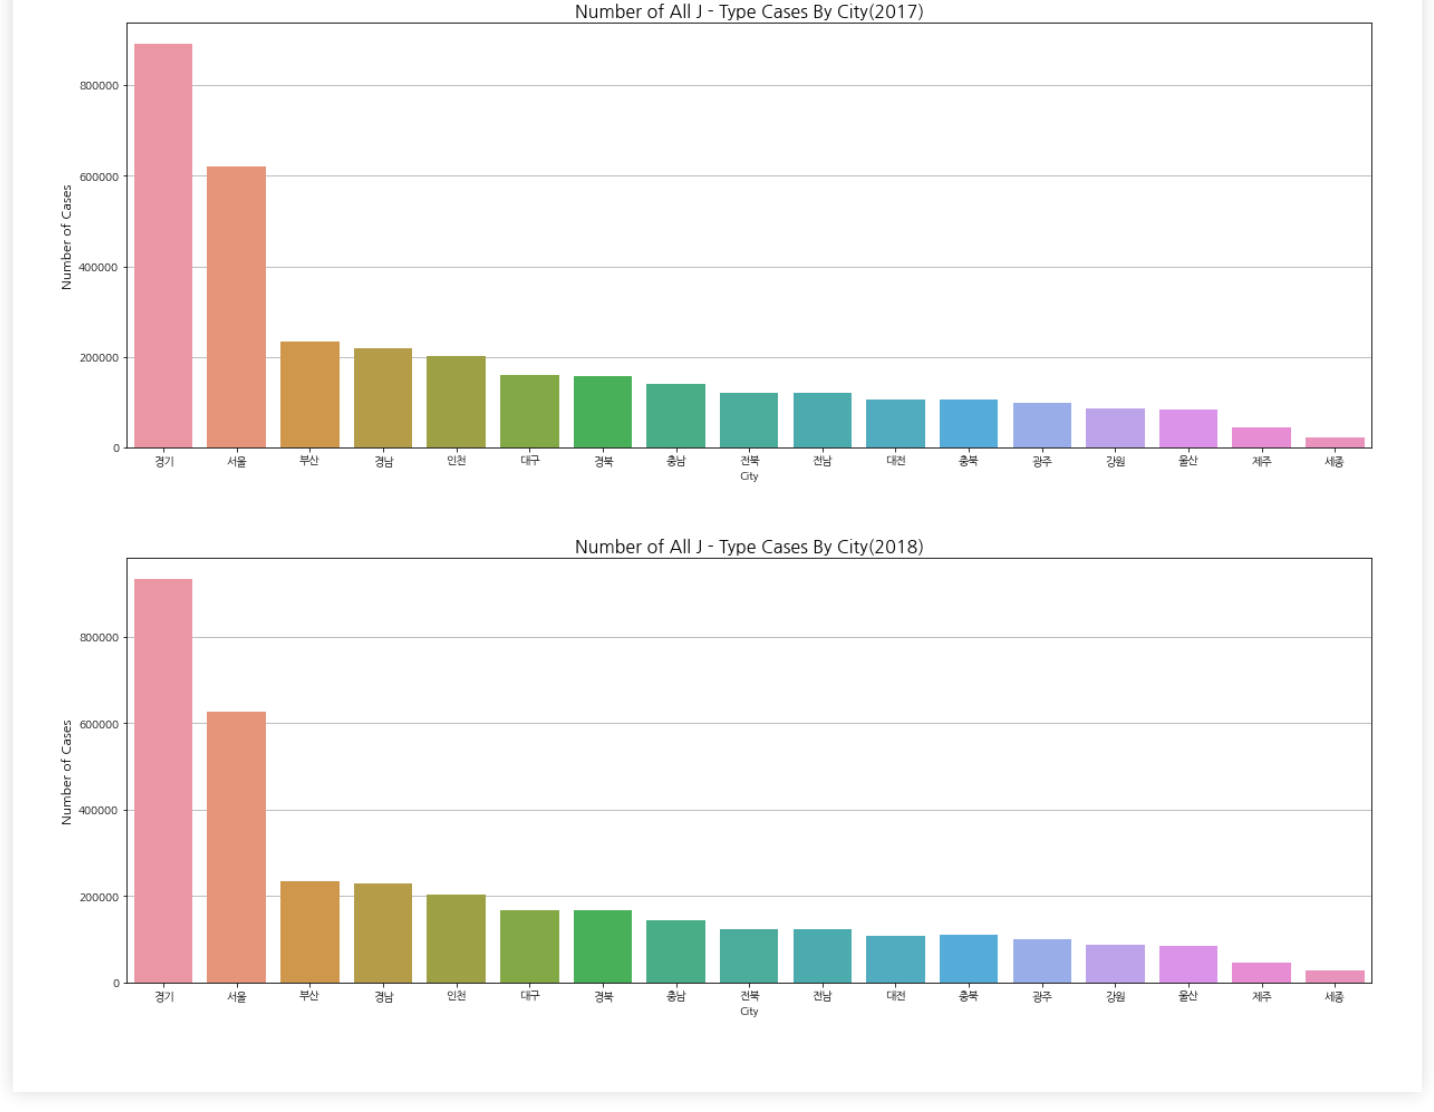 Number of All J - Type Cases By City(2017)
Number of Cases
800000
600000
400000
200000
0
경기 서울 부산 경남 인천 대구 경북 충남 전북 전남 대전 충북 광주 강원 울산 제주 세종
City
Number of All J - Type Cases By City(2018)
Number of Cases
800000
600000
400000
200000
0
경기 서울 부산 경남 인천 대구 경북 충남 전북 전남 대전 충북 광주 강원 울산 제주 세종
City